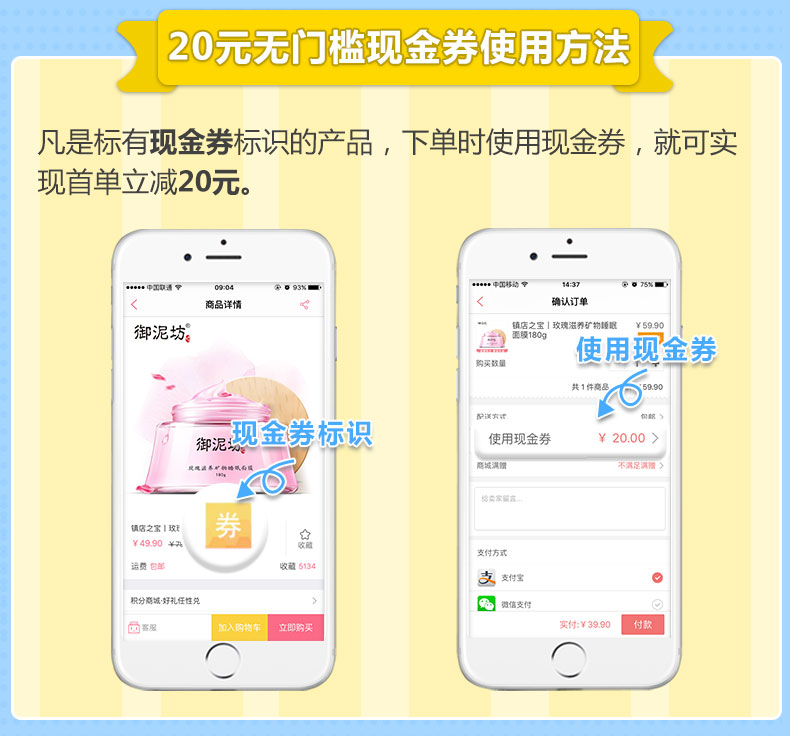 20元无门槛现金券使用方法
凡是标有现金券标识的产品，下单时使用现金券，就可实
现首单立减20元。
中国联通
09:04
93%
商品详情
御泥坊
御泥坊
玫瑰滋养矿物睡眠面膜
180g
现金券标识
券
镇店之宝丨玫
¥49.90
收藏
运费 包邮
收藏 5134
积分商城·好礼任性兑
客服
加入购物车
立即购买
中国移动
14:37
75%
确认订单
镇店之宝丨玫瑰滋养矿物睡眠
¥59.90
面膜180g
使用现金券
购买数量
共1件商品
59.90
配送方式
包邮
使用现金券
¥ 20.00
商城满赠
不满足满赠
给卖家留言...
支付方式
支付宝
微信支付
实付: ¥39.90
付款